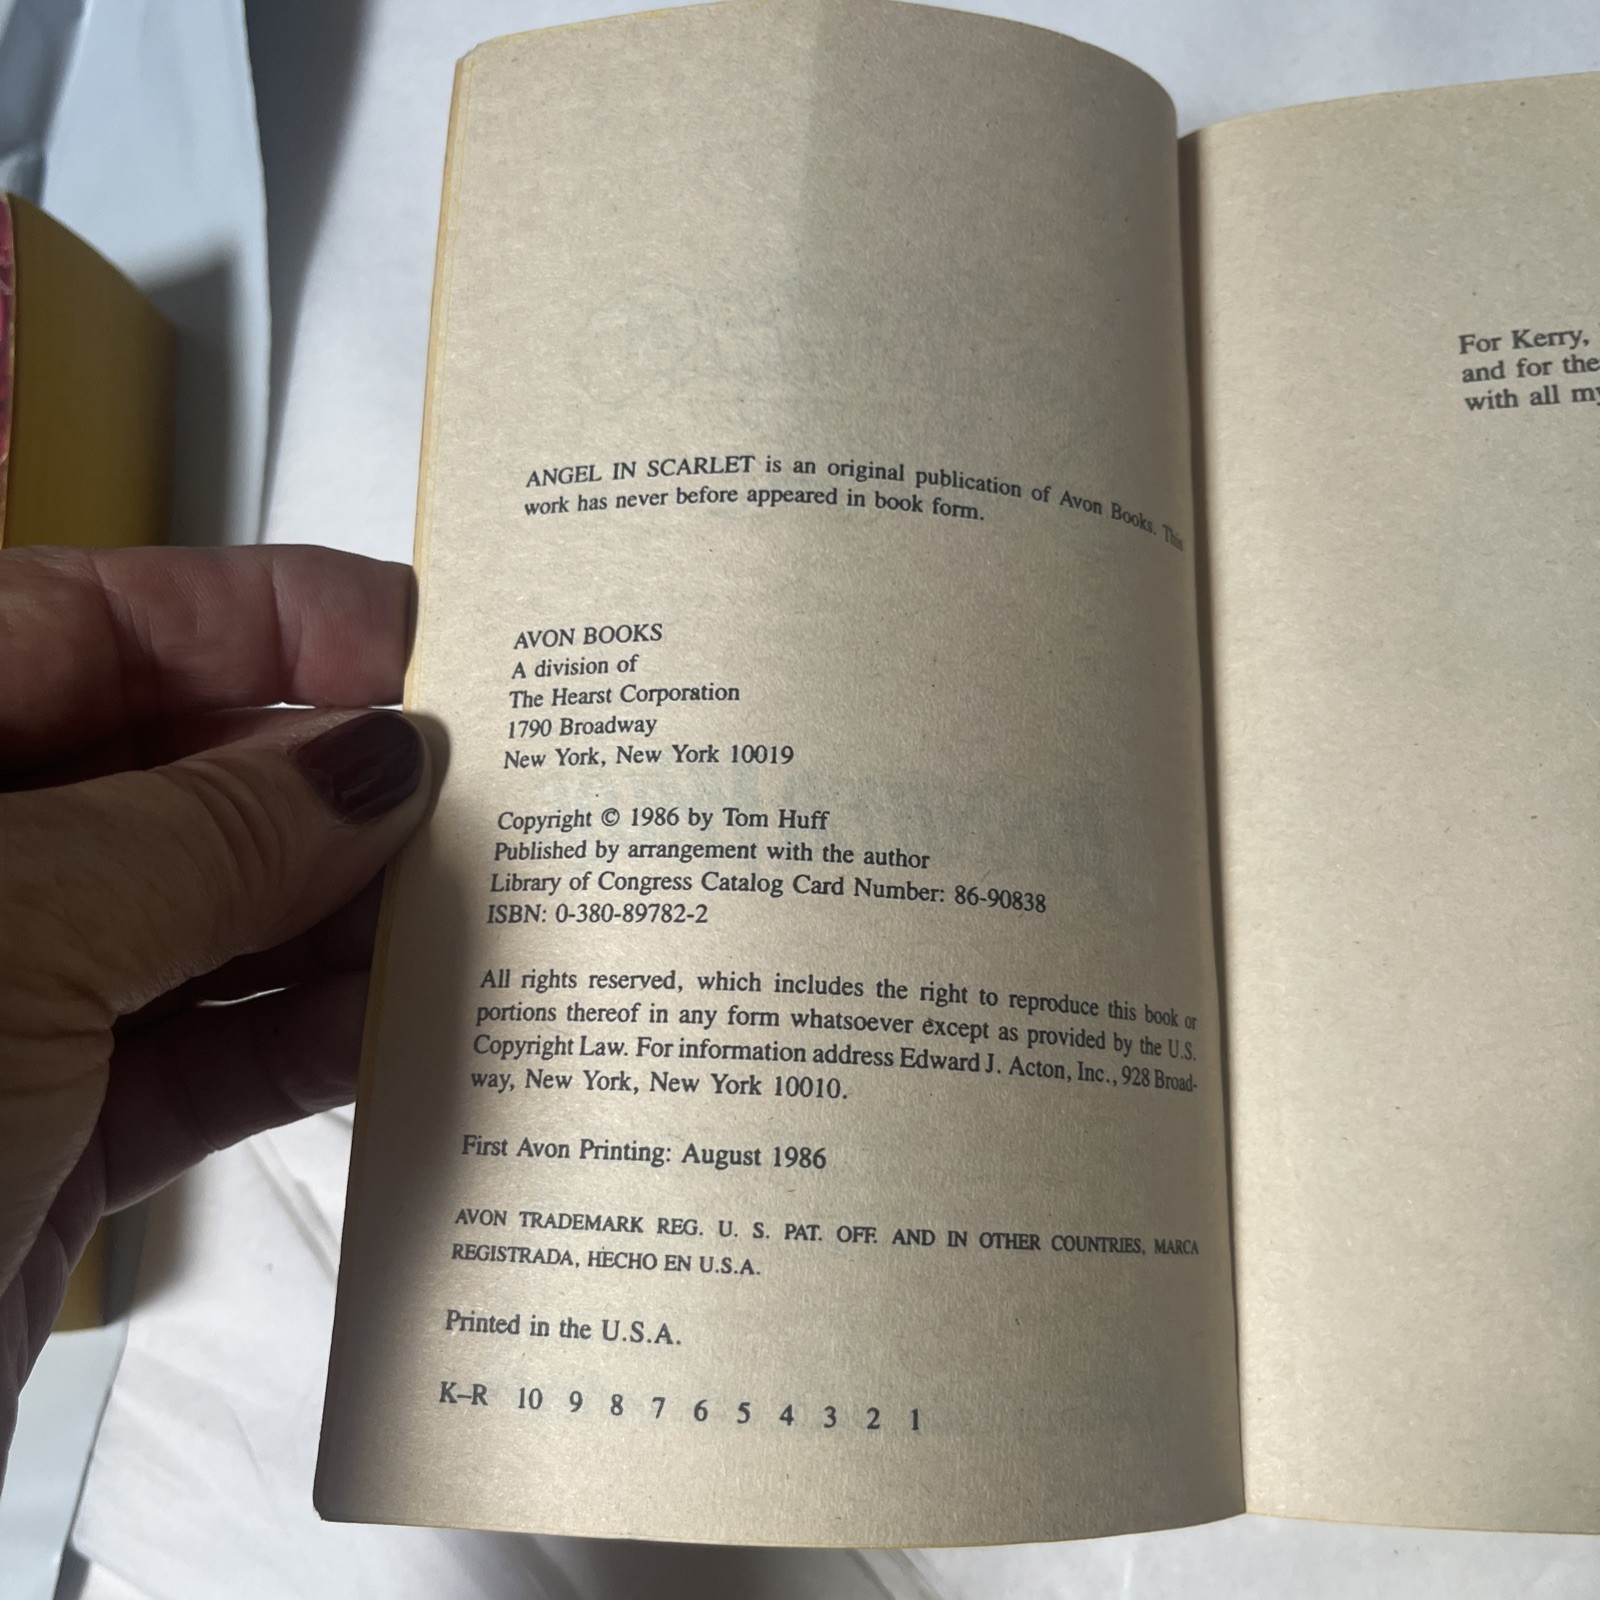 ANGEL IN SCARLET is an original publication of Avon Books. This
work has never before appeared in book form.
AVON BOOKS
A division of
The Hearst Corporation
1790 Broadway
New York, New York 10019
Copyright © 1986 by Tom Huff
Published by arrangement with the author
Library of Congress Catalog Card Number: 86-90838
ISBN: 0-380-89782-2
All rights reserved, which includes the right to reproduce this book or
portions thereof in any form whatsoever except as provided by the U.S.
Copyright Law. For information address Edward J. Acton, Inc., 928 Broad-
way, New York, New York 10010.
First Avon Printing: August 1986
AVON TRADEMARK REG. U. S. PAT. OFF. AND IN OTHER COUNTRIES, MARCA
REGISTRADA, HECHO EN U.S.A.
Printed in the U.S.A.
K–R 10 9 8 7 6 5 4 3 2 1
For Kerry,
and for the
with all my